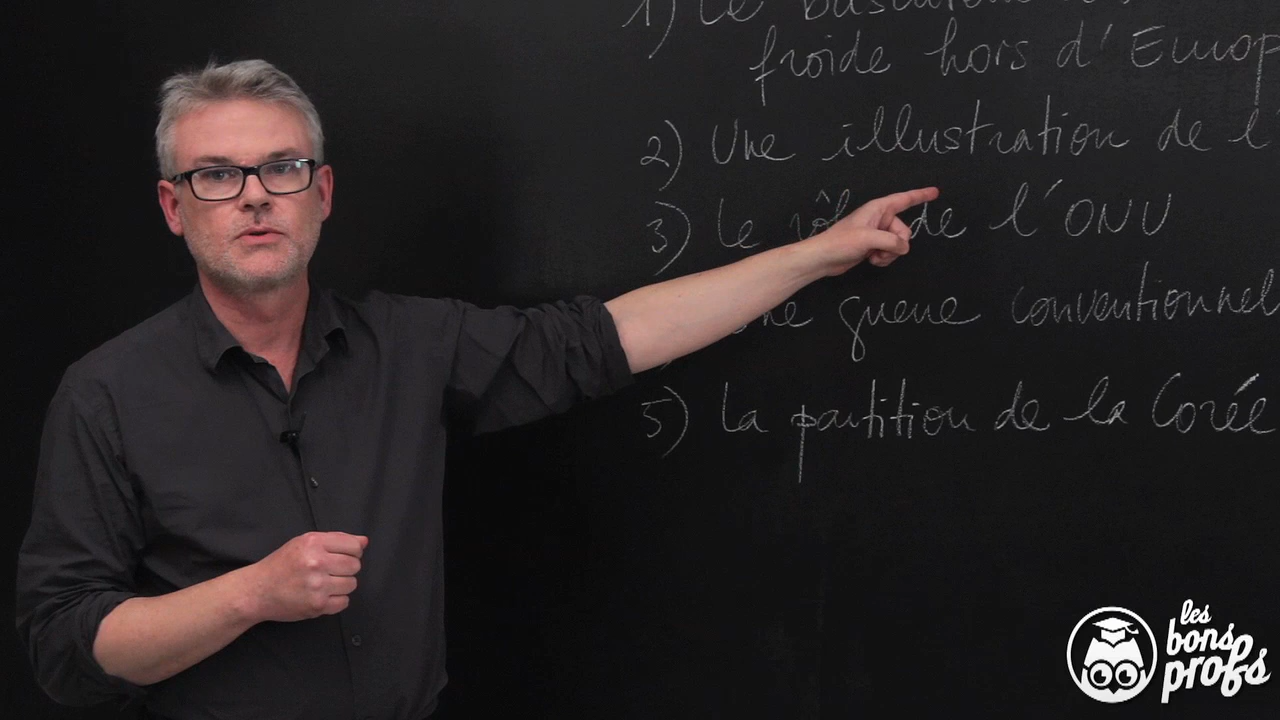 1) Le
froide hors d'Europ
2) Une illustration de l
3) Le rôle de l'ONU
guerre conventionnel
5) La partition de la Corée
les
bons
profs